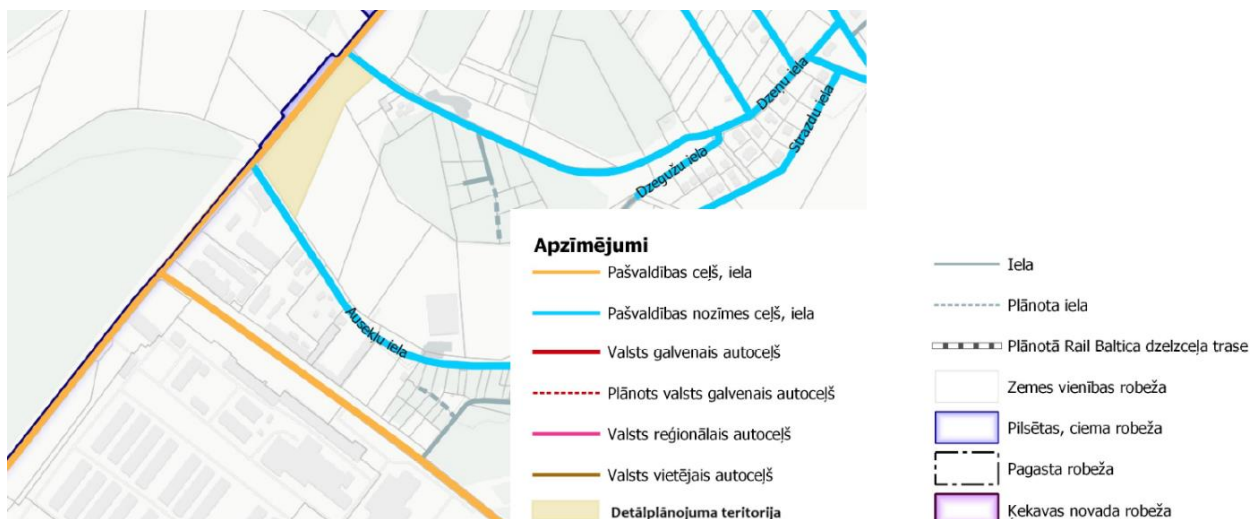 Dzeņu iela
Strazdu iela
Dzegužu iela
Ausekļu iela
Apzīmējumi
Pašvaldības ceļš, iela
Pašvaldības nozīmes ceļš, iela
Valsts galvenais autoceļš
Plānots valsts galvenais autoceļš
Valsts reģionālais autoceļš
Valsts vietējais autoceļš
Detālplānojuma teritorija
Iela
Plānota iela
Plānotā Rail Baltica dzelzceļa trase
Zemes vienības robeža
Pilsētas, ciema robeža
Pagasta robeža
Ķekavas novada robeža